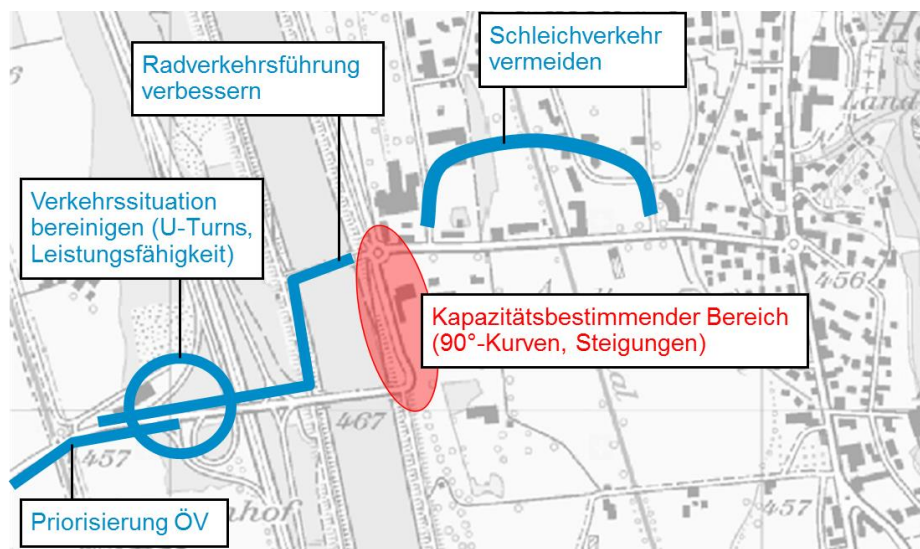 Schleichverkehr
vermeiden
Radverkehrsführung
verbessern
Verkehrssituation
bereinigen (U-Turns,
Leistungsfähigkeit)
Kapazitätsbestimmender Bereich
(90°-Kurven, Steigungen)
456
467
457
457
hof
Priorisierung ÖV